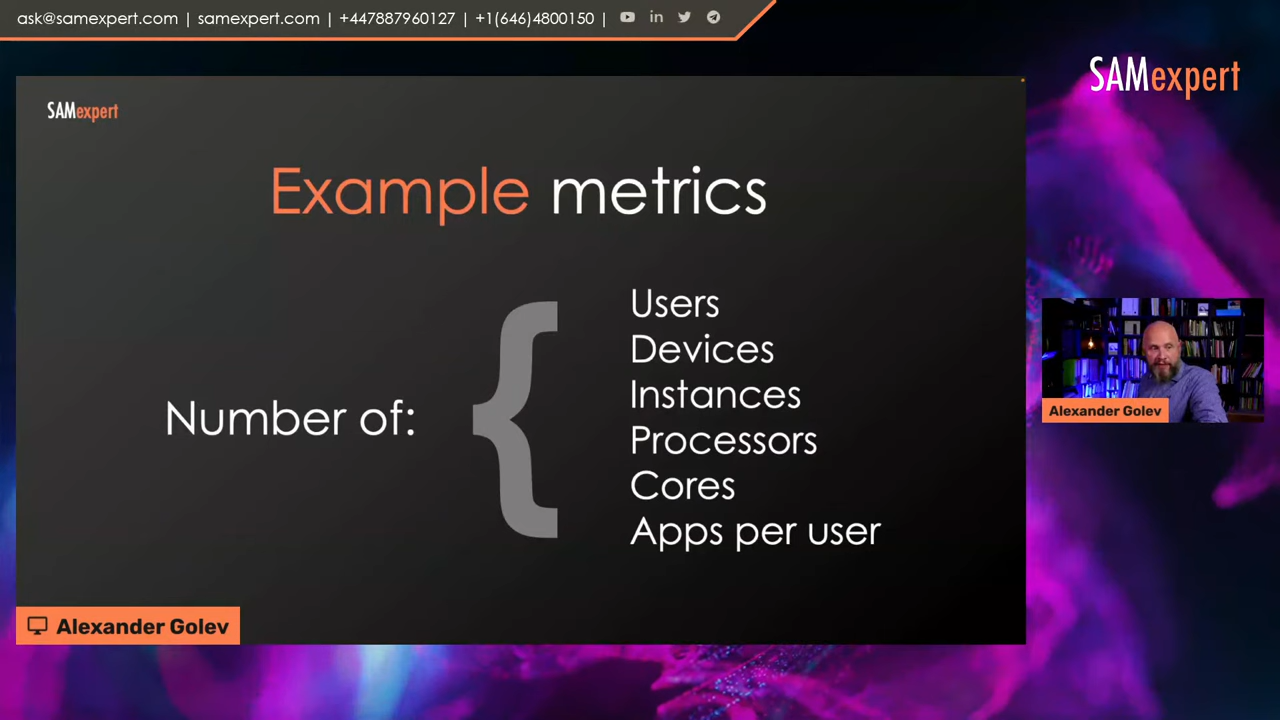 ask@samexpert.com | samexpert.com | +447887960127 | +1(646)4800150 |
SAMexpert
SAMexpert
Example metrics
Number of:
Users
Devices
Instances
Processors
Cores
Apps per user
Alexander Golev
Alexander Golev